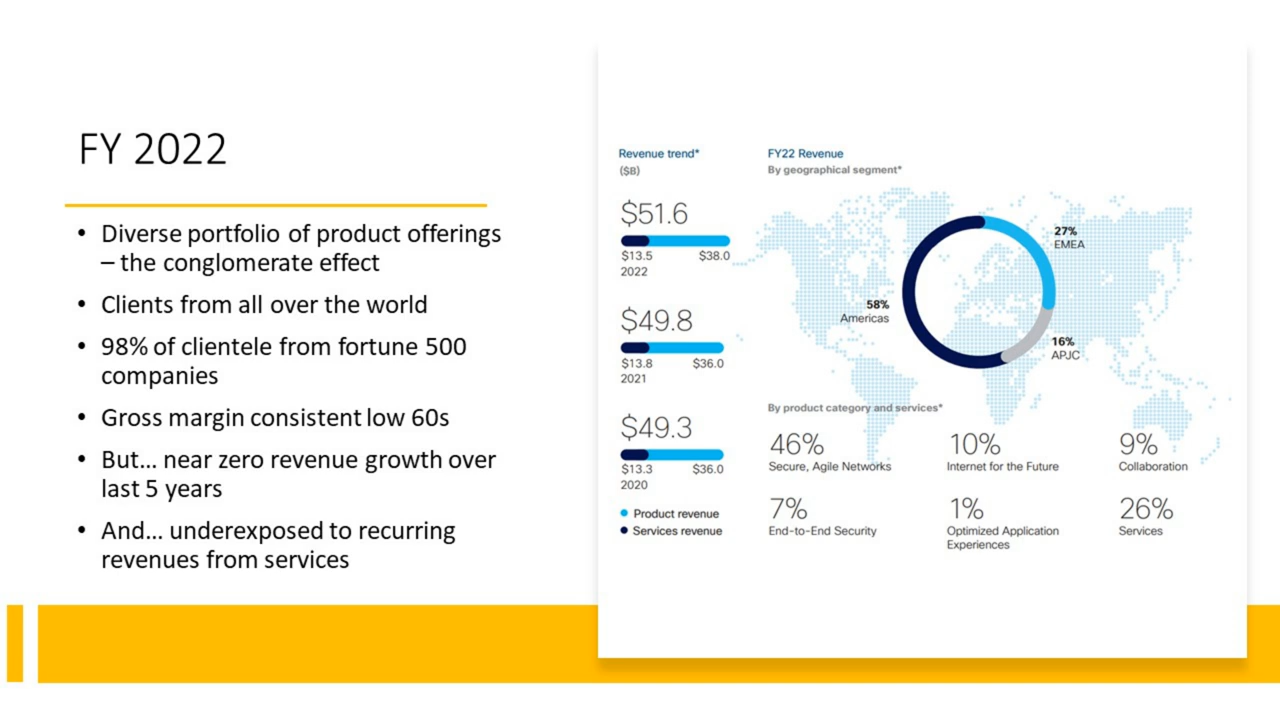 FY 2022
• Diverse portfolio of product offerings
– the conglomerate effect
• Clients from all over the world
• 98% of clientele from fortune 500
companies
• Gross margin consistent low 60s
• But... near zero revenue growth over
last 5 years
• And... underexposed to recurring
revenues from services
Revenue trend*
($B)
$51.6
$13.5 $38.0
2022
$49.8
$13.8 $36.0
2021
$49.3
$13.3 $36.0
2020
Product revenue
Services revenue
FY22 Revenue
By geographical segment*
27%
EMEA
58%
Americas
16%
APJC
By product category and services*
46% 10% 9%
Secure, Agile Networks Internet for the Future Collaboration
7% 1% 26%
End-to-End Security Optimized Application Services
Experiences